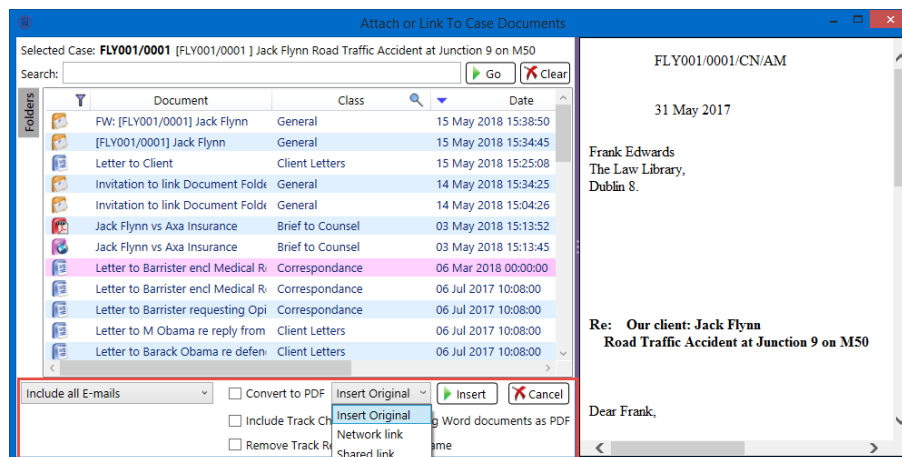 Attach or Link To Case Documents
Selected Case: FLY001/0001 [FLY001/0001 ] Jack Flynn Road Traffic Accident at Junction 9 on M50
Search: Go Clear
Folders
Document Class Date
FW: [FLY001/0001] Jack Flynn General 15 May 2018 15:38:50
[FLY001/0001] Jack Flynn General 15 May 2018 15:34:45
Letter to Client Client Letters 15 May 2018 15:25:08
Invitation to link Document Folde General 14 May 2018 15:34:25
Invitation to link Document Folde General 14 May 2018 15:04:26
Jack Flynn vs Axa Insurance Brief to Counsel 03 May 2018 15:13:52
Jack Flynn vs Axa Insurance Brief to Counsel 03 May 2018 15:13:45
Letter to Barrister encl Medical R Correspondance 06 Mar 2018 00:00:00
Letter to Barrister encl Medical R Correspondance 06 Jul 2017 10:08:00
Letter to Barrister requesting Opi Correspondance 06 Jul 2017 10:08:00
Letter to M Obama re reply from Client Letters 06 Jul 2017 10:08:00
Letter to Barack Obama re defen Client Letters 06 Jul 2017 10:08:00
Include all E-mails Convert to PDF Insert Original Insert Cancel
Include Track Ch g Word documents as PDF
Remove Track Re ame
Insert Original
Network link
Shared link
FLY001/0001/CN/AM
31 May 2017
Frank Edwards
The Law Library,
Dublin 8.
Re: Our client: Jack Flynn
Road Traffic Accident at Junction 9 on M50
Dear Frank,